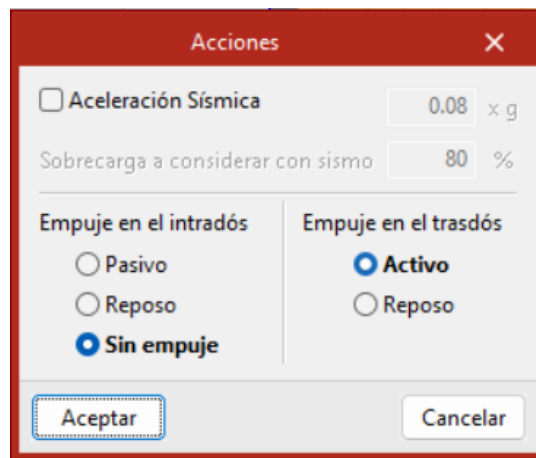 Acciones
Aceleración Sísmica 0.08 x g
Sobrecarga a considerar con sismo 80 %
Empuje en el intradós Empuje en el trasdós
Pasivo Activo
Reposo Reposo
Sin empuje
Aceptar Cancelar